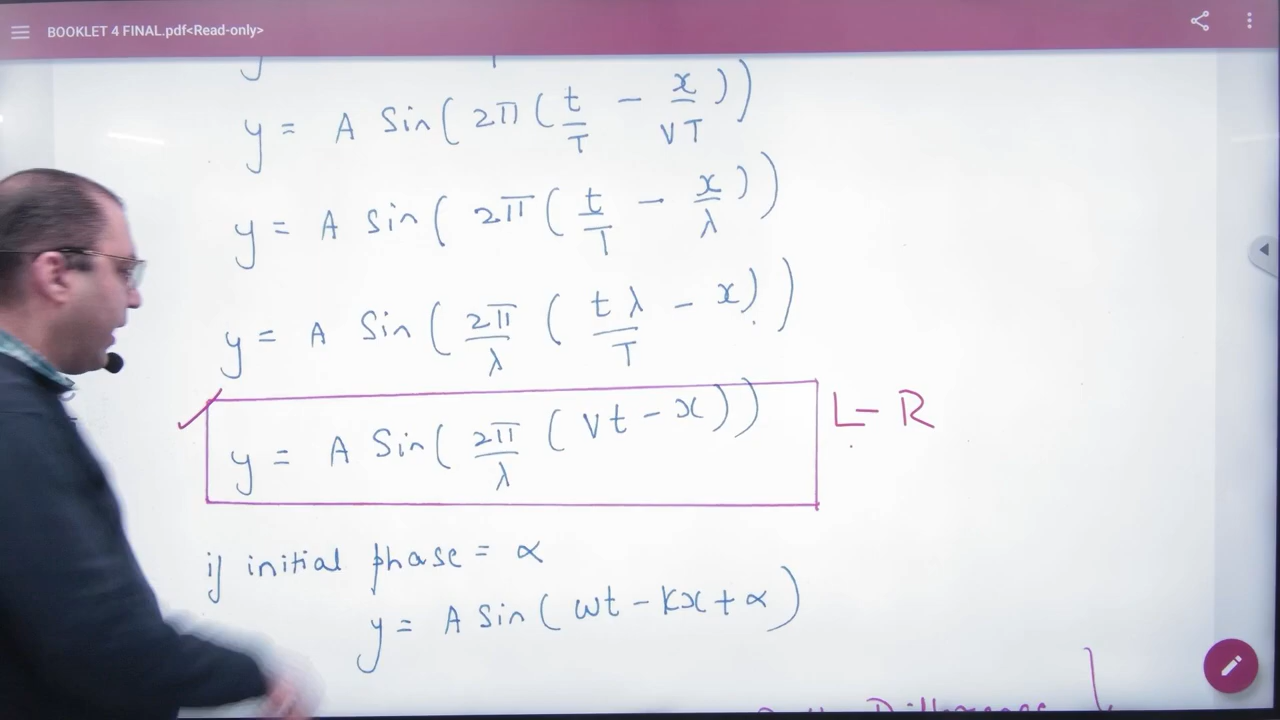 BOOKLET 4 FINAL.pdf<Read-only>
y = A Sin( 2π ( t/T − x/VT ))
y = A Sin( 2π ( t/T − x/λ ))
y = A Sin( 2π/λ ( tλ/T − x))
y = A Sin( 2π/λ ( Vt − x)) L − R
if initial phase = α
y = A Sin( ωt − kx + α )
Difference